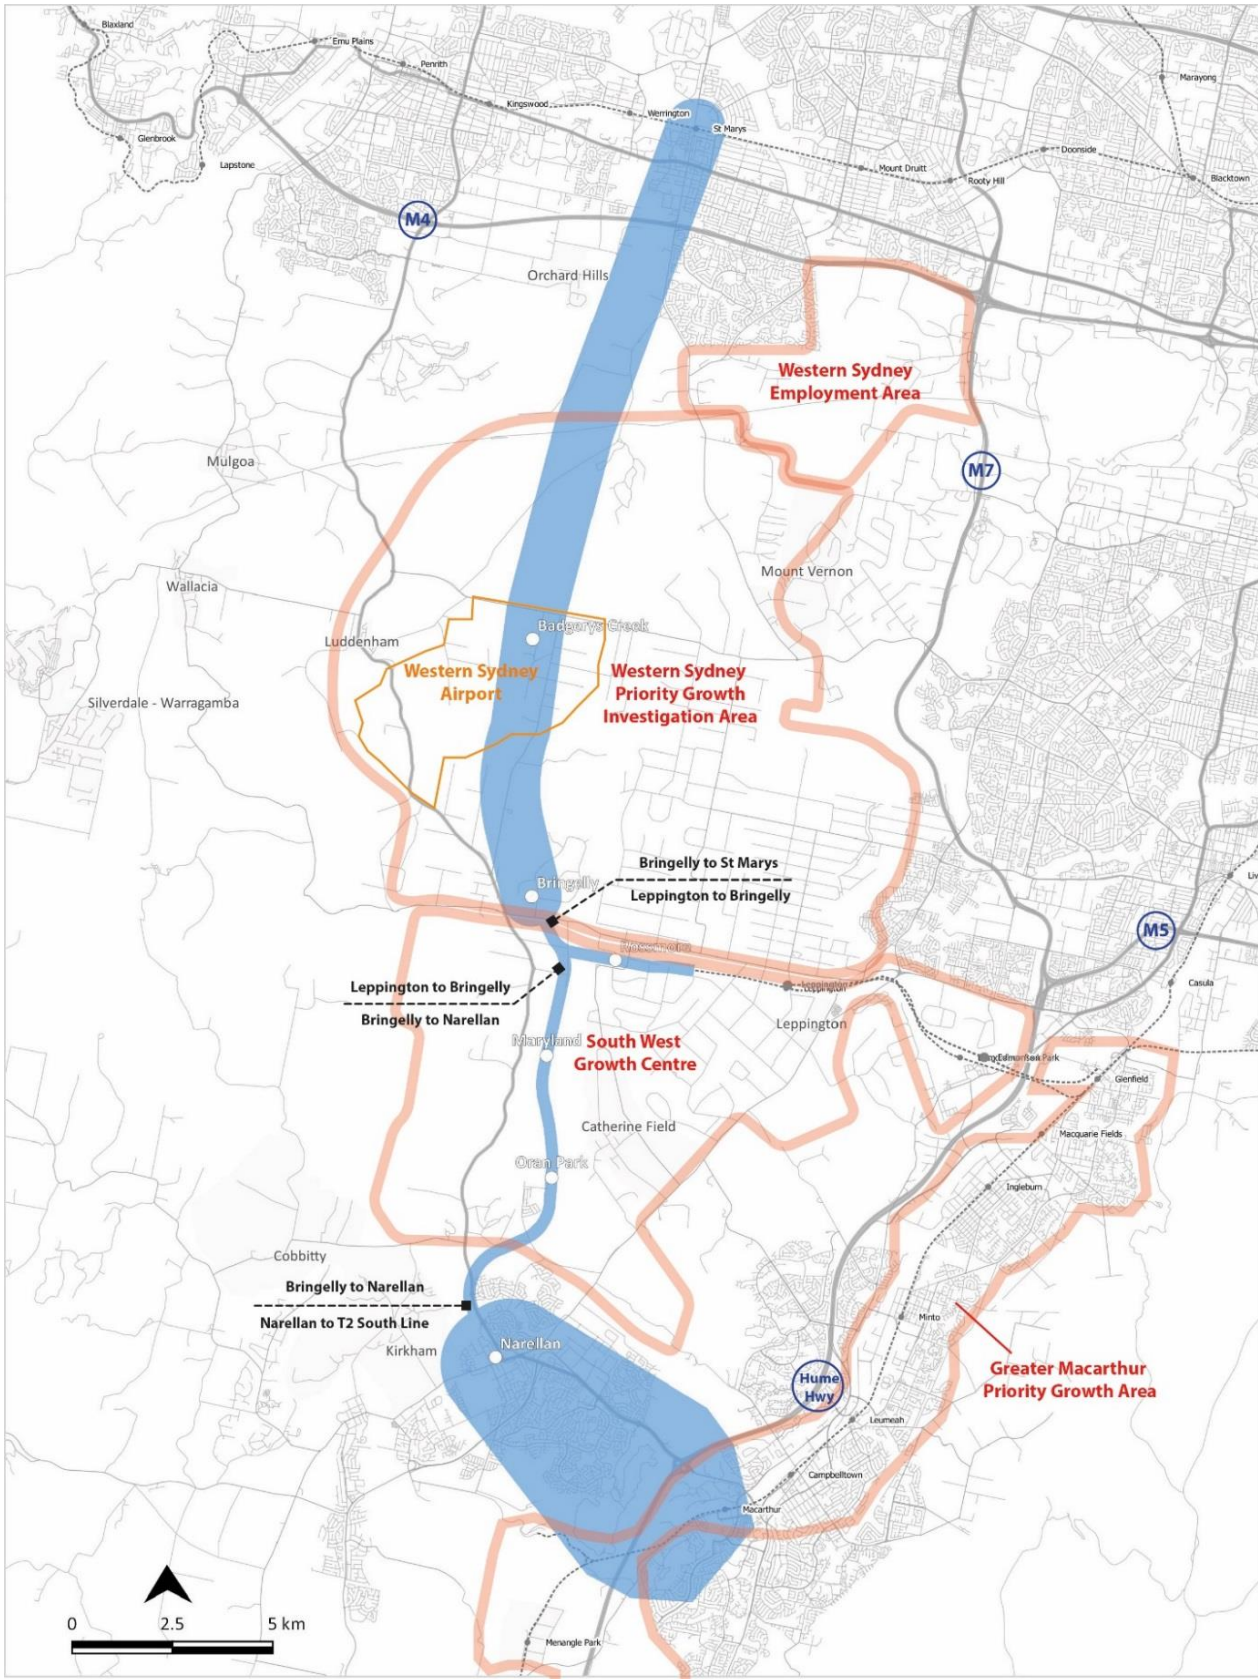 Blaxland
Emu Plains
Penrith
Marayong
Kingswood
Werrington
St Marys
Glenbrook
Lapstone
Mount Druitt
Doonside
Rooty Hill
Blacktown
M4
Orchard Hills
Western Sydney
Employment Area
Mulgoa
M7
Mount Vernon
Wallacia
Luddenham
Badgerys Creek
Western Sydney
Airport
Western Sydney
Priority Growth
Investigation Area
Silverdale - Warragamba
Bringelly to St Marys
Leppington to Bringelly
Bringelly
M5
Casula
Leppington to Bringelly
Bringelly to Narellan
Leppington
Leppington
Maryland
South West
Growth Centre
Glenfield
Catherine Field
Macquarie Fields
Oran Park
Ingleburn
Cobbitty
Bringelly to Narellan
Narellan to T2 South Line
Kirkham
Narellan
Minto
Greater Macarthur
Priority Growth Area
Hume
Hwy
Leumeah
Campbelltown
Macarthur
0 2.5 5 km
Menangle Park